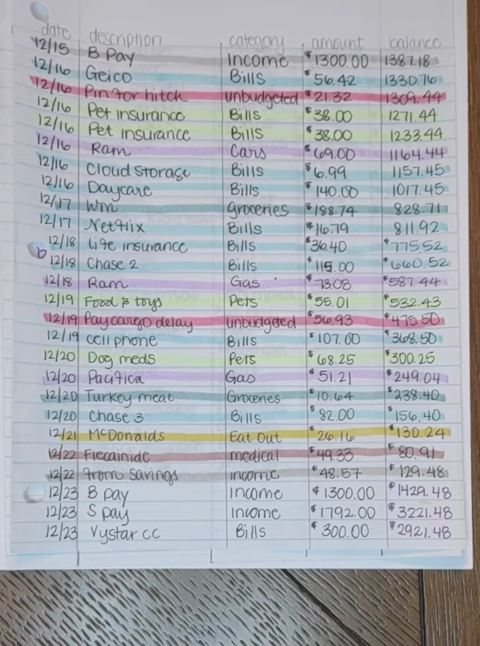 date description category amount balance
12/15 B Pay income $1300.00 1387.18
12/16 Geico Bills $56.42 1330.76
12/16 Pin for hitch unbudgeted $21.32 1309.44
12/16 Pet insurance Bills $38.00 1271.44
12/16 Pet insurance Bills $38.00 1233.44
12/16 Ram Cars $69.00 1164.44
12/16 Cloud Storage Bills $6.99 1157.45
12/16 Daycare Bills $140.00 1017.45
12/17 Wm groceries $188.74 828.71
12/17 Netflix Bills $16.79 811.92
12/18 Life insurance Bills $36.40 $775.52
12/18 Chase 2 Bills $115.00 $660.52
12/18 Ram Gas $73.08 $587.44
12/19 Food & toys Pets $55.01 $532.43
12/19 Pay cargo delay unbudgeted $56.93 $475.50
12/19 cell phone Bills $107.00 $368.50
12/20 Dog meds Pets $68.25 $300.25
12/20 Pacifica Gas $51.21 $249.04
12/20 Turkey meat Groceries $10.64 $238.40
12/20 Chase 3 Bills $82.00 $156.40
12/21 McDonalds Eat Out $26.16 $130.24
12/22 Flecainide medical $49.33 $80.91
12/22 from savings income $48.57 $129.48
12/23 B pay Income $1300.00 $1429.48
12/23 S pay Income $1792.00 $3221.48
12/23 Vystar cc Bills $300.00 $2921.48